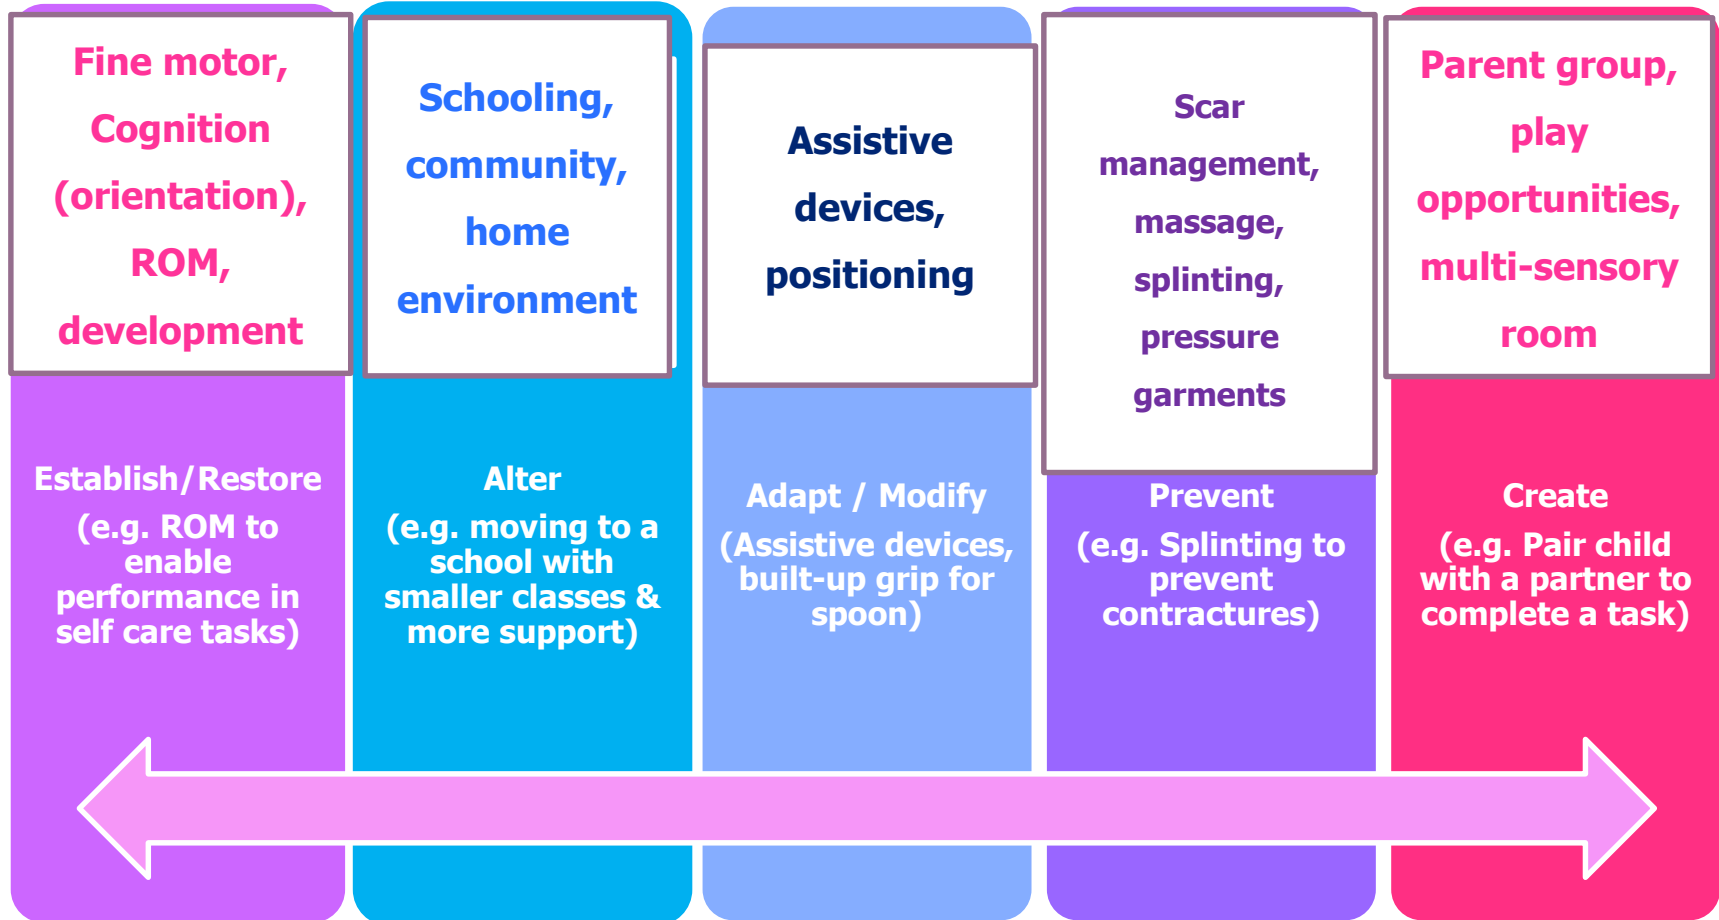 Fine motor,
Cognition
(orientation),
ROM,
development
Establish/Restore
(e.g. ROM to
enable
performance in
self care tasks)
Schooling,
community,
home
environment
Alter
(e.g. moving to a
school with
smaller classes &
more support)
Assistive
devices,
positioning
Adapt / Modify
(Assistive devices,
built-up grip for
spoon)
Scar
management,
massage,
splinting,
pressure
garments
Prevent
(e.g. Splinting to
prevent
contractures)
Parent group,
play
opportunities,
multi-sensory
room
Create
(e.g. Pair child
with a partner to
complete a task)